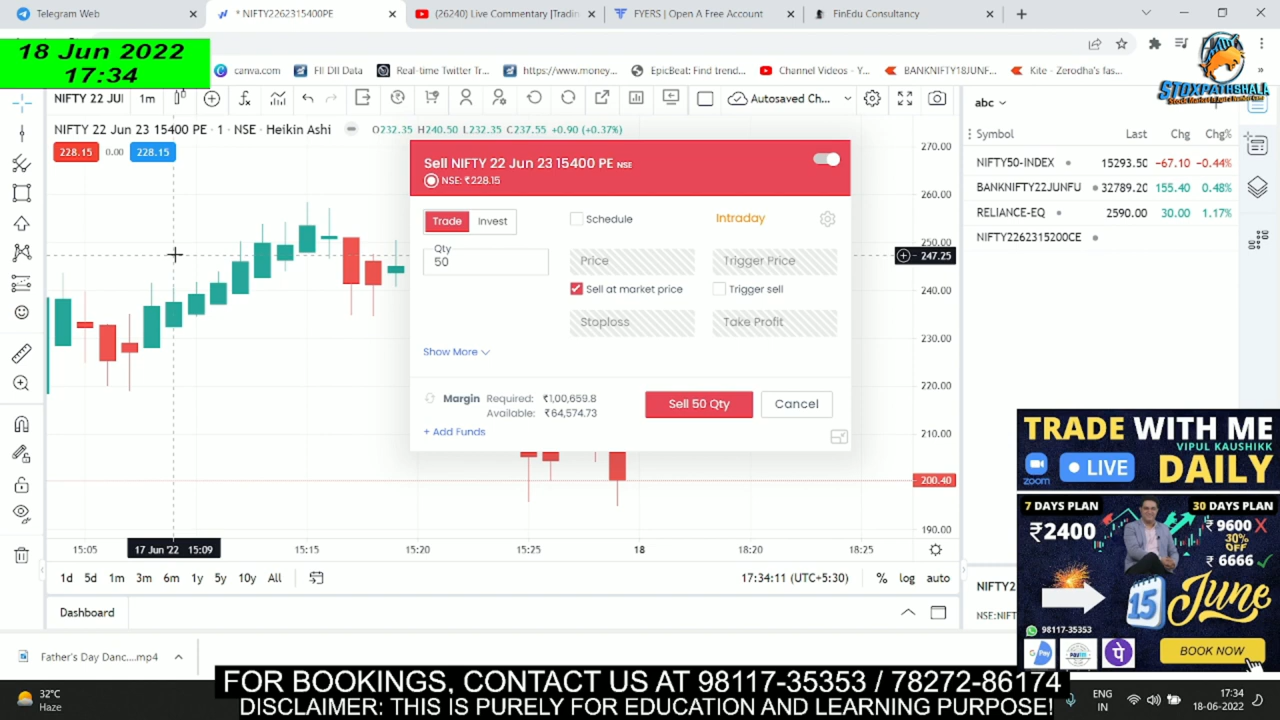 Telegram Web
* NIFTY2262315400PE
(26240) Live Commentary [Tradin
FYERS | Open A Free Account
FinEdu Consultancy
18 Jun 2022
17:34
canva.com
FII DII Data
Real-time Twitter Tr...
https://www.money...
EpicBeat: Find trend...
Channel Videos - Y...
BANKNIFTY18JUNF...
Kite - Zerodha's fas...
STOXPATHSHALA
NIFTY 22 JUI
1m
Autosaved Ch...
abc
NIFTY 22 Jun 23 15400 PE · 1 · NSE · Heikin Ashi
O232.35 H240.50 L232.35 C237.55 +0.90 (+0.37%)
228.15
0.00
228.15
Symbol
Last
Chg
Chg%
NIFTY50-INDEX
15293.50
-67.10
-0.44%
BANKNIFTY22JUNFU
32789.20
155.40
0.48%
RELIANCE-EQ
2590.00
30.00
1.17%
NIFTY2262315200CE
Sell NIFTY 22 Jun 23 15400 PE NSE
NSE: ₹228.15
Trade
Invest
Schedule
Intraday
Qty
50
Price
Trigger Price
Sell at market price
Trigger sell
Stoploss
Take Profit
Show More
Margin
Required: ₹1,00,659.8
Available: ₹64,574.73
+ Add Funds
Sell 50 Qty
Cancel
270.00
260.00
250.00
247.25
240.00
230.00
220.00
210.00
200.40
190.00
15:05
17 Jun '22 15:09
15:15
15:20
15:25
18
18:20
18:25
1d
5d
1m
3m
6m
1y
5y
10y
All
17:34:11 (UTC+5:30)
%
log
auto
Dashboard
NIFTY2
NSE:NIFT
TRADE WITH ME
VIPUL KAUSHIKK
zoom
LIVE
DAILY
7 DAYS PLAN
₹2400
30 DAYS PLAN
₹ 9600 X
30%
OFF
₹ 6666
15
June
98117-35353
G Pay
BOOK NOW
Father's Day Danc....mp4
FOR BOOKINGS, CONTACT US AT 98117-35353 / 78272-86174
DISCLAIMER: THIS IS PURELY FOR EDUCATION AND LEARNING PURPOSE!
32°C
Haze
ENG
IN
17:34
18-06-2022